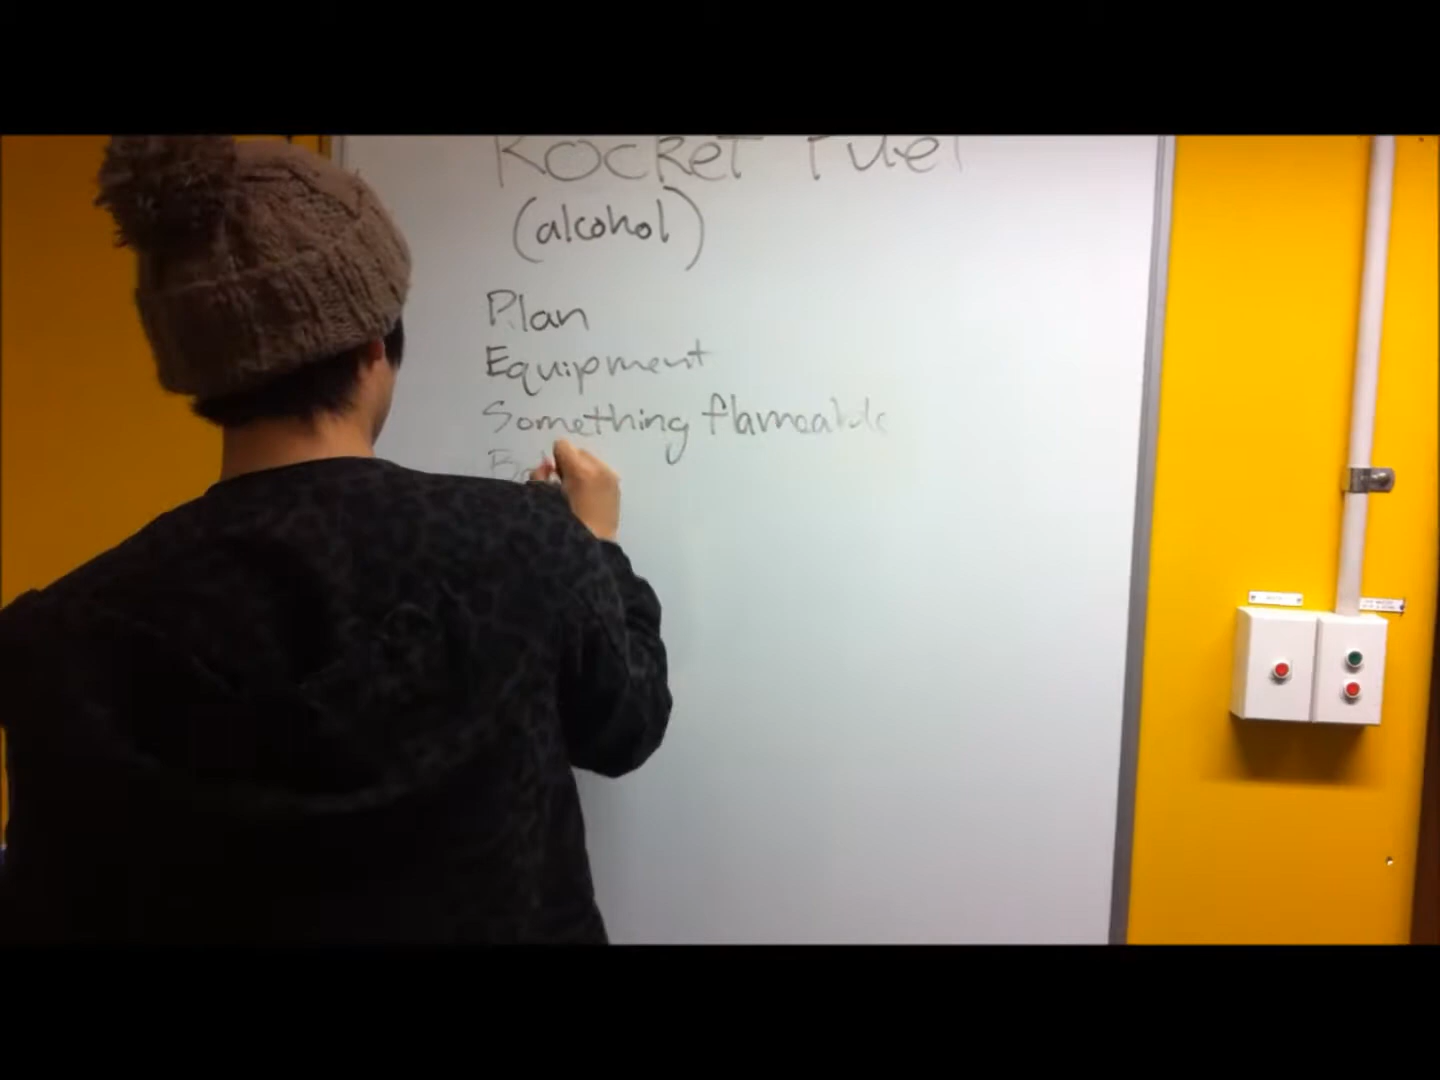 Rocket Fuel
(alcohol)
Plan
Equipment
Something flameable